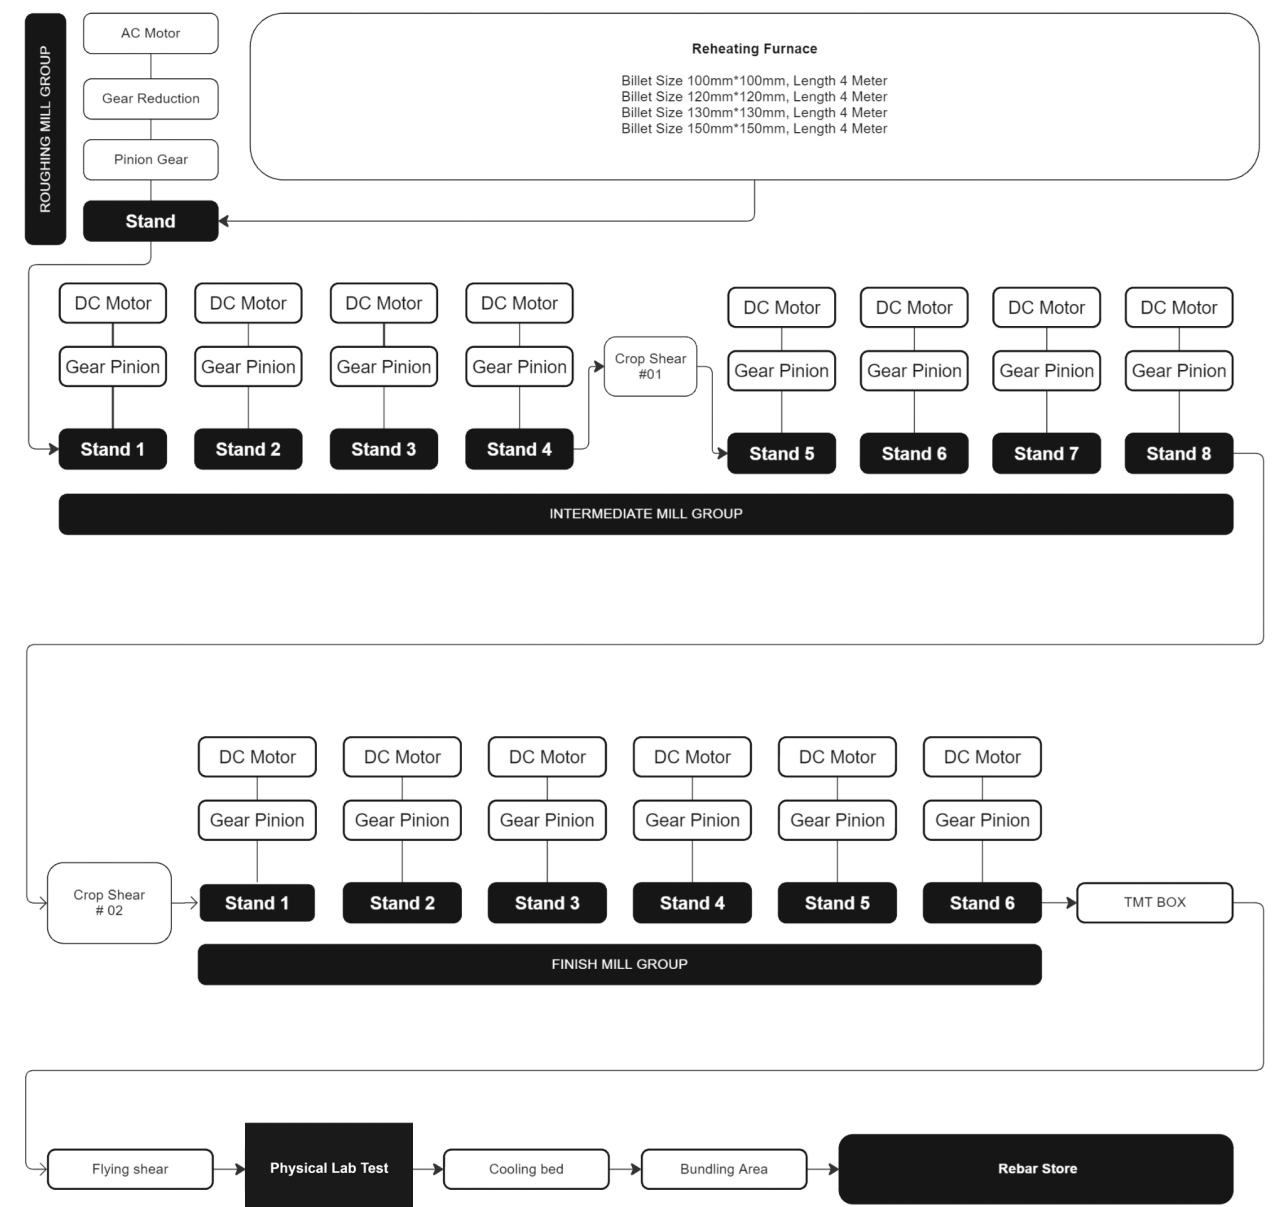 ROUGHING MILL GROUP
AC Motor
Gear Reduction
Pinion Gear
Stand
Reheating Furnace
Billet Size 100mm*100mm, Length 4 Meter
Billet Size 120mm*120mm, Length 4 Meter
Billet Size 130mm*130mm, Length 4 Meter
Billet Size 150mm*150mm, Length 4 Meter
DC Motor
Gear Pinion
Stand 1
DC Motor
Gear Pinion
Stand 2
DC Motor
Gear Pinion
Stand 3
DC Motor
Gear Pinion
Stand 4
Crop Shear
#01
DC Motor
Gear Pinion
Stand 5
DC Motor
Gear Pinion
Stand 6
DC Motor
Gear Pinion
Stand 7
DC Motor
Gear Pinion
Stand 8
INTERMEDIATE MILL GROUP
Crop Shear
# 02
DC Motor
Gear Pinion
Stand 1
DC Motor
Gear Pinion
Stand 2
DC Motor
Gear Pinion
Stand 3
DC Motor
Gear Pinion
Stand 4
DC Motor
Gear Pinion
Stand 5
DC Motor
Gear Pinion
Stand 6
TMT BOX
FINISH MILL GROUP
Flying shear
Physical Lab Test
Cooling bed
Bundling Area
Rebar Store